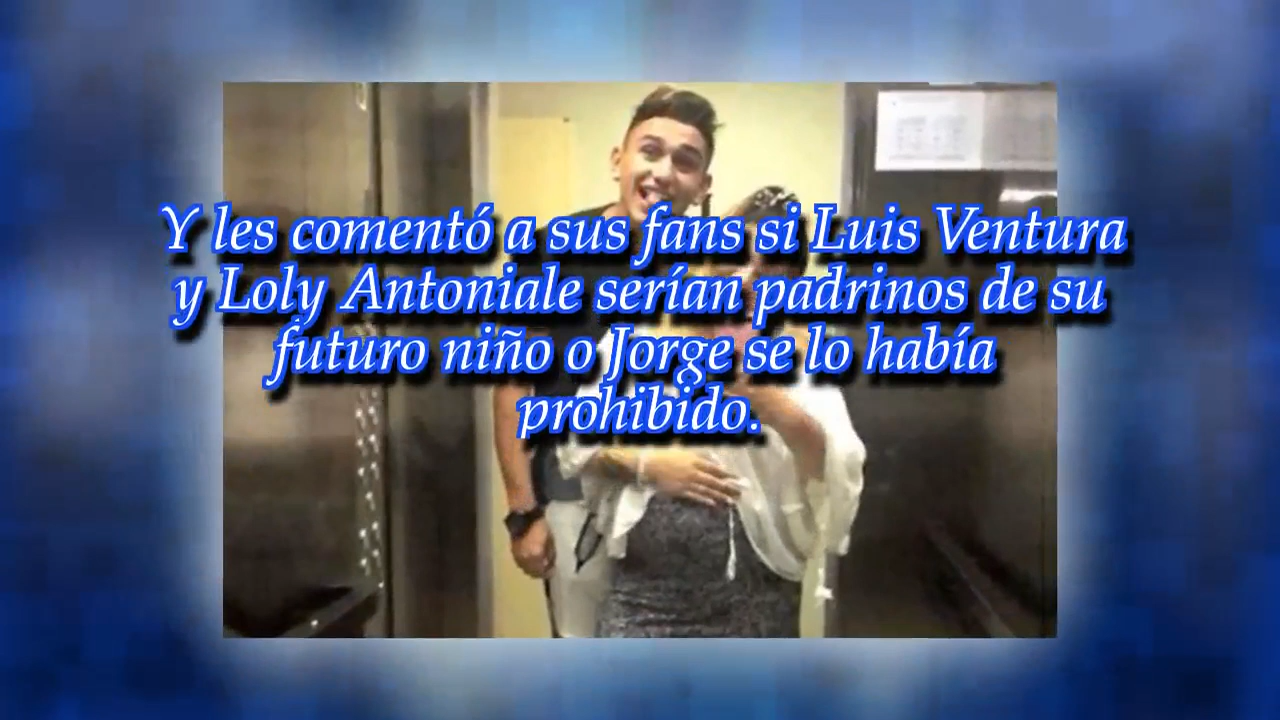 Y les comentó a sus fans si Luis Ventura
y Loly Antoniale serían padrinos de su
futuro niño o Jorge se lo había
prohibido.